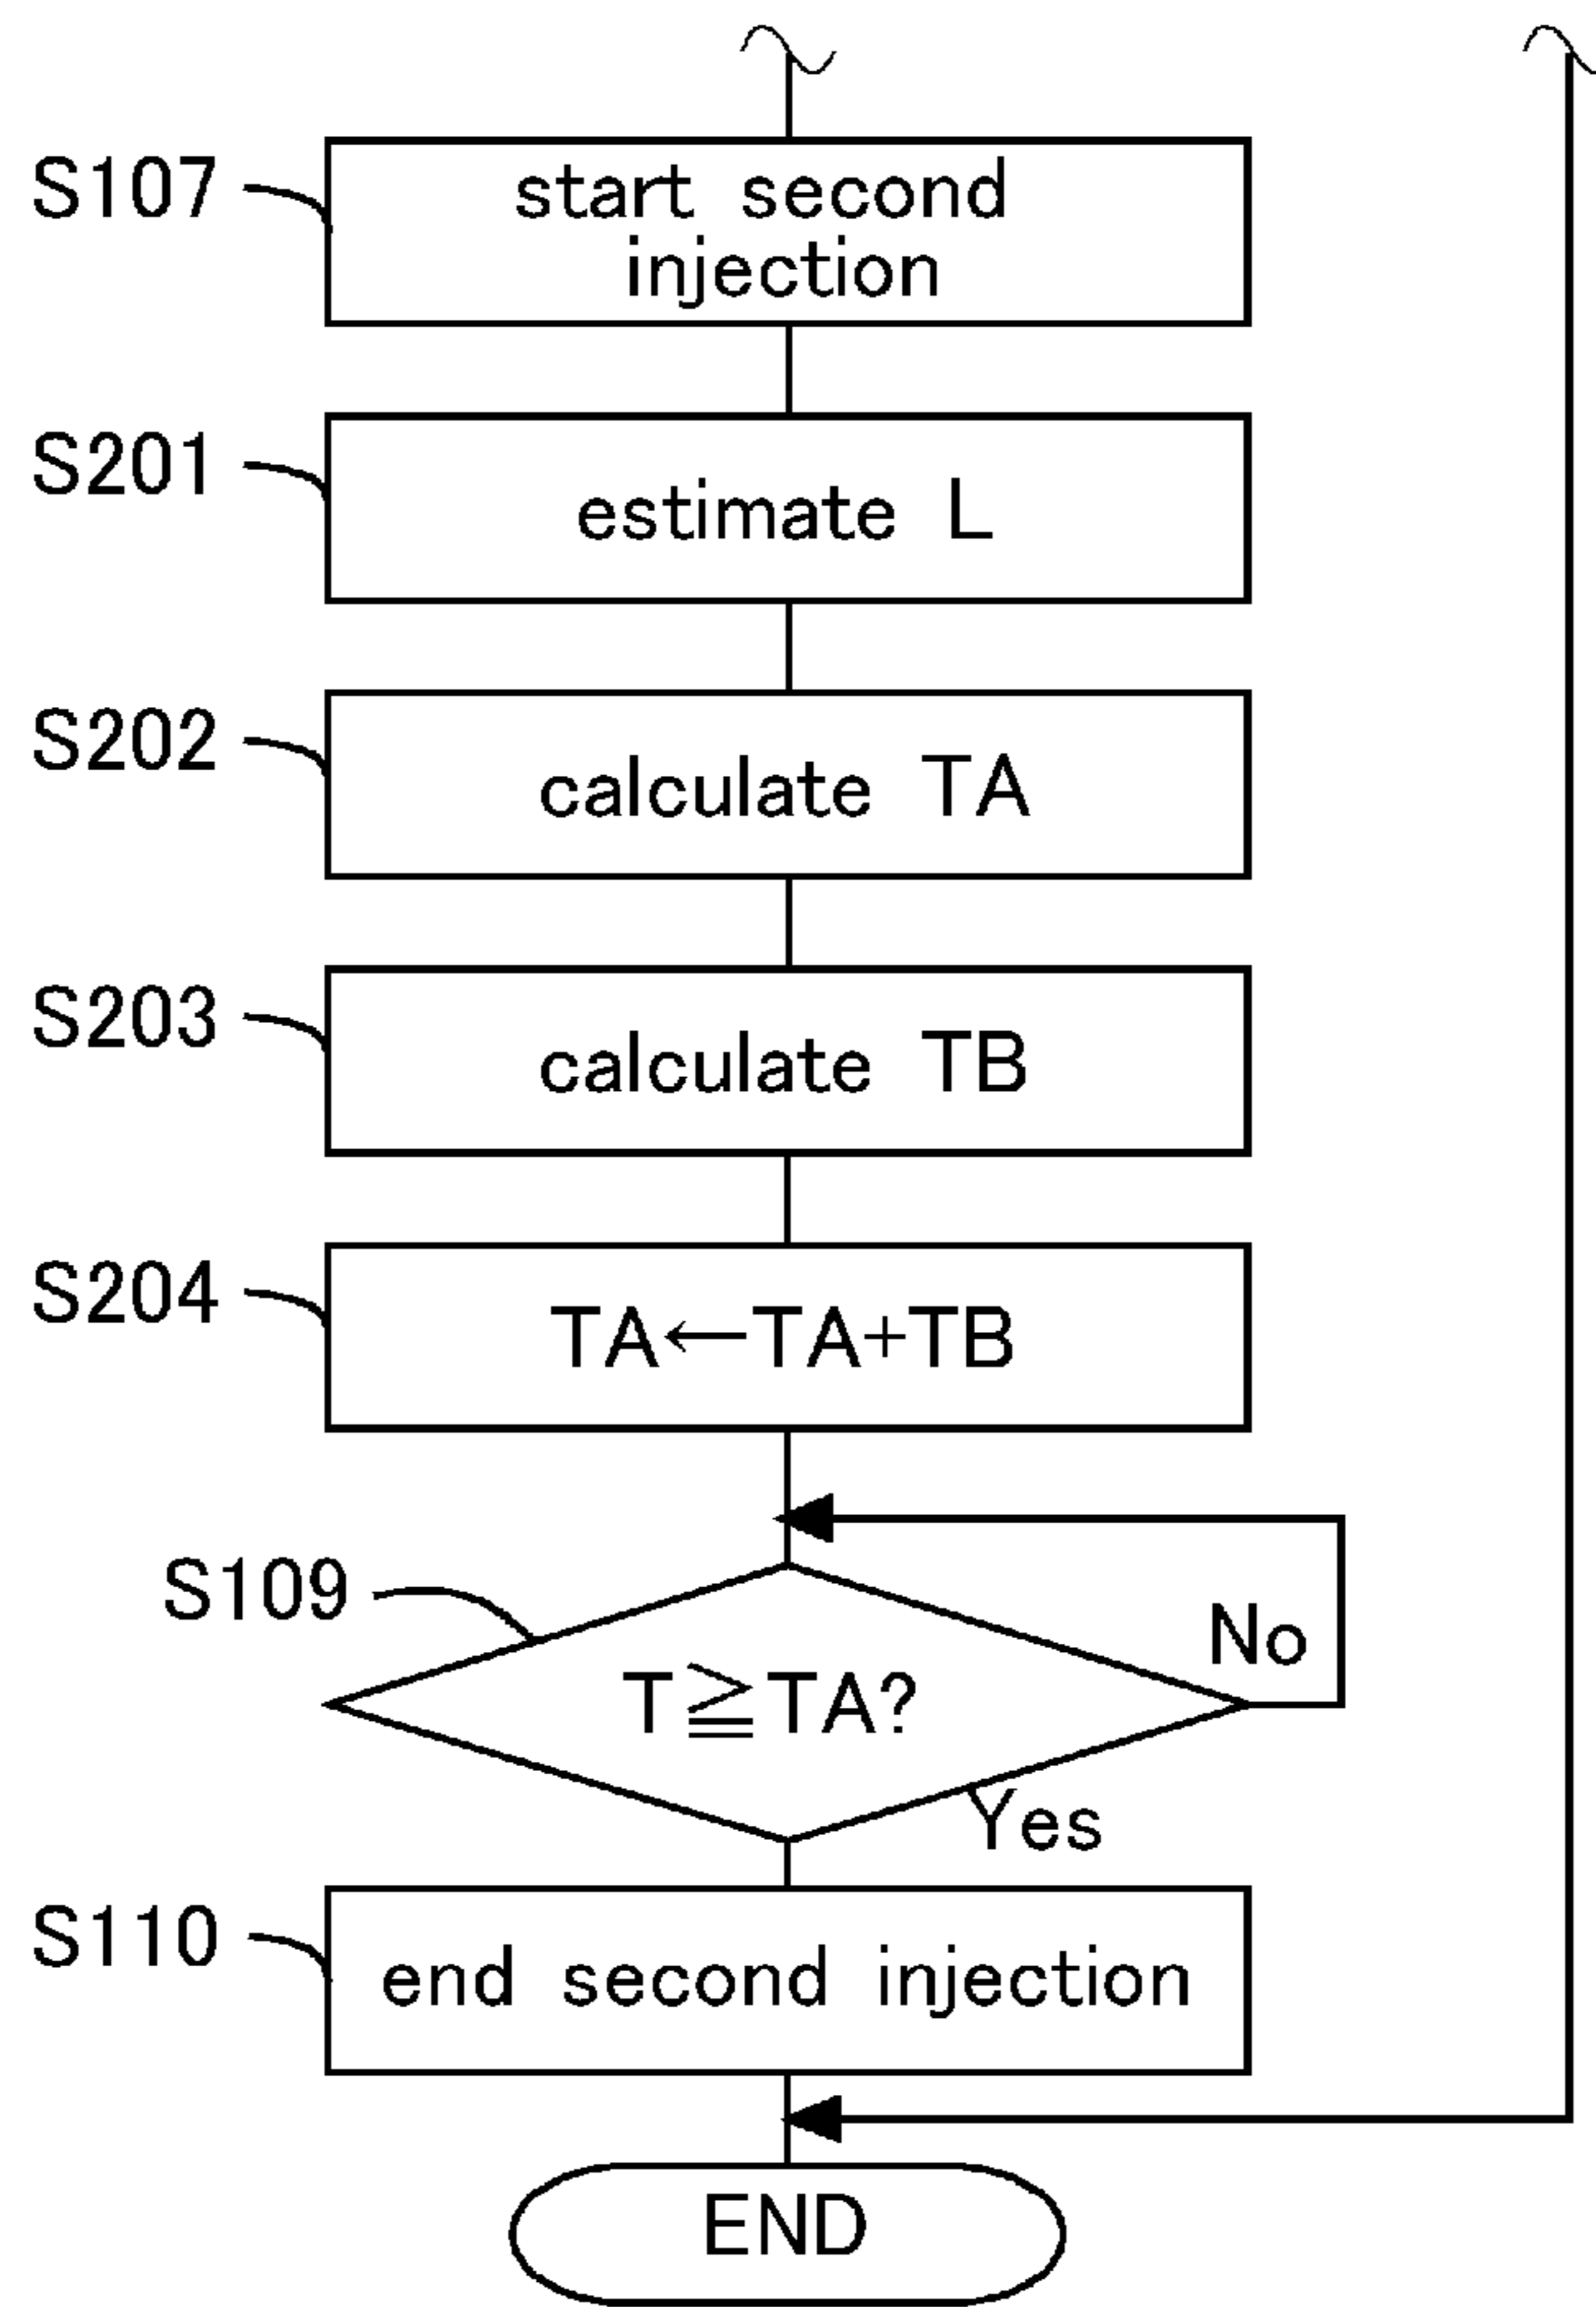 S107
start second
injection
S201
estimate L
S202
calculate TA
S203
calculate TB
S204
TA←TA+TB
S109
No
T≧TA?
Yes
S110
end second injection
END